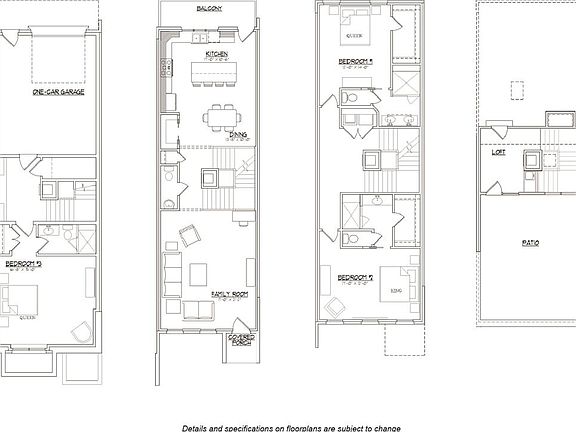 ONE-CAR GARAGE
BEDROOM #3
QUEEN
BALCONY
KITCHEN
DINING
FAMILY ROOM
COVERED
PORCH
QUEEN
BEDROOM #1
BEDROOM #2
KING
LOFT
PATIO
Details and specifications on floorplans are subject to change